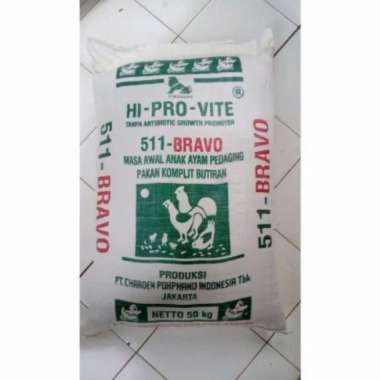 HI-PRO-VITE
®
TANPA ANTIBIOTIC GROWTH PROMOTER
511-BRAVO
MASA AWAL ANAK AYAM PEDAGING
PAKAN KOMPLIT BUTIRAN
511-BRAVO
511-BRAVO
PRODUKSI
PT. CHAROEN POKPHAND INDONESIA Tbk
JAKARTA
NETTO 50 kg